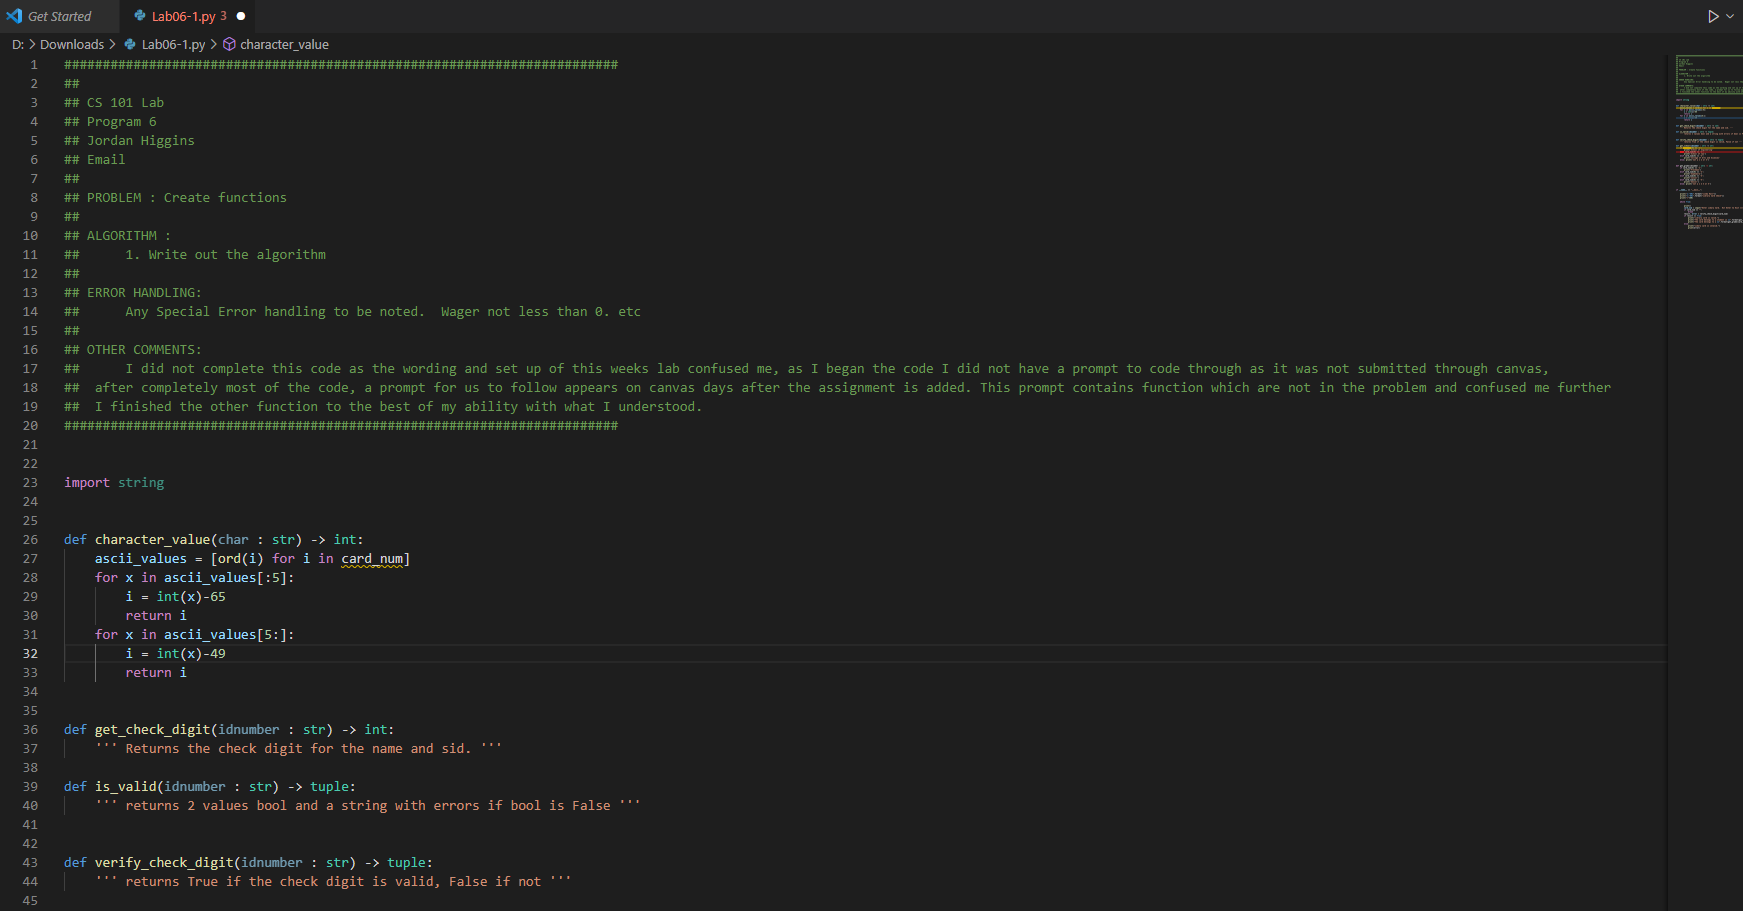 Get Started
Lab06-1.py 3
D: > Downloads > Lab06-1.py > character_value
1 ########################################################################
2 ##
3 ## CS 101 Lab
4 ## Program 6
5 ## Jordan Higgins
6 ## Email
7 ##
8 ## PROBLEM : Create functions
9 ##
10 ## ALGORITHM :
11 ##      1. Write out the algorithm
12 ##
13 ## ERROR HANDLING:
14 ##      Any Special Error handling to be noted.  Wager not less than 0. etc
15 ##
16 ## OTHER COMMENTS:
17 ##      I did not complete this code as the wording and set up of this weeks lab confused me, as I began the code I did not have a prompt to code through as it was not submitted through canvas,
18 ##  after completely most of the code, a prompt for us to follow appears on canvas days after the assignment is added. This prompt contains function which are not in the problem and confused me further
19 ##  I finished the other function to the best of my ability with what I understood.
20 ########################################################################
21
22
23 import string
24
25
26 def character_value(char : str) -> int:
27     ascii_values = [ord(i) for i in card_num]
28     for x in ascii_values[:5]:
29         i = int(x)-65
30         return i
31     for x in ascii_values[5:]:
32         i = int(x)-49
33         return i
34
35
36 def get_check_digit(idnumber : str) -> int:
37     ''' Returns the check digit for the name and sid. '''
38
39 def is_valid(idnumber : str) -> tuple:
40     ''' returns 2 values bool and a string with errors if bool is False '''
41
42
43 def verify_check_digit(idnumber : str) -> tuple:
44     ''' returns True if the check digit is valid, False if not '''
45